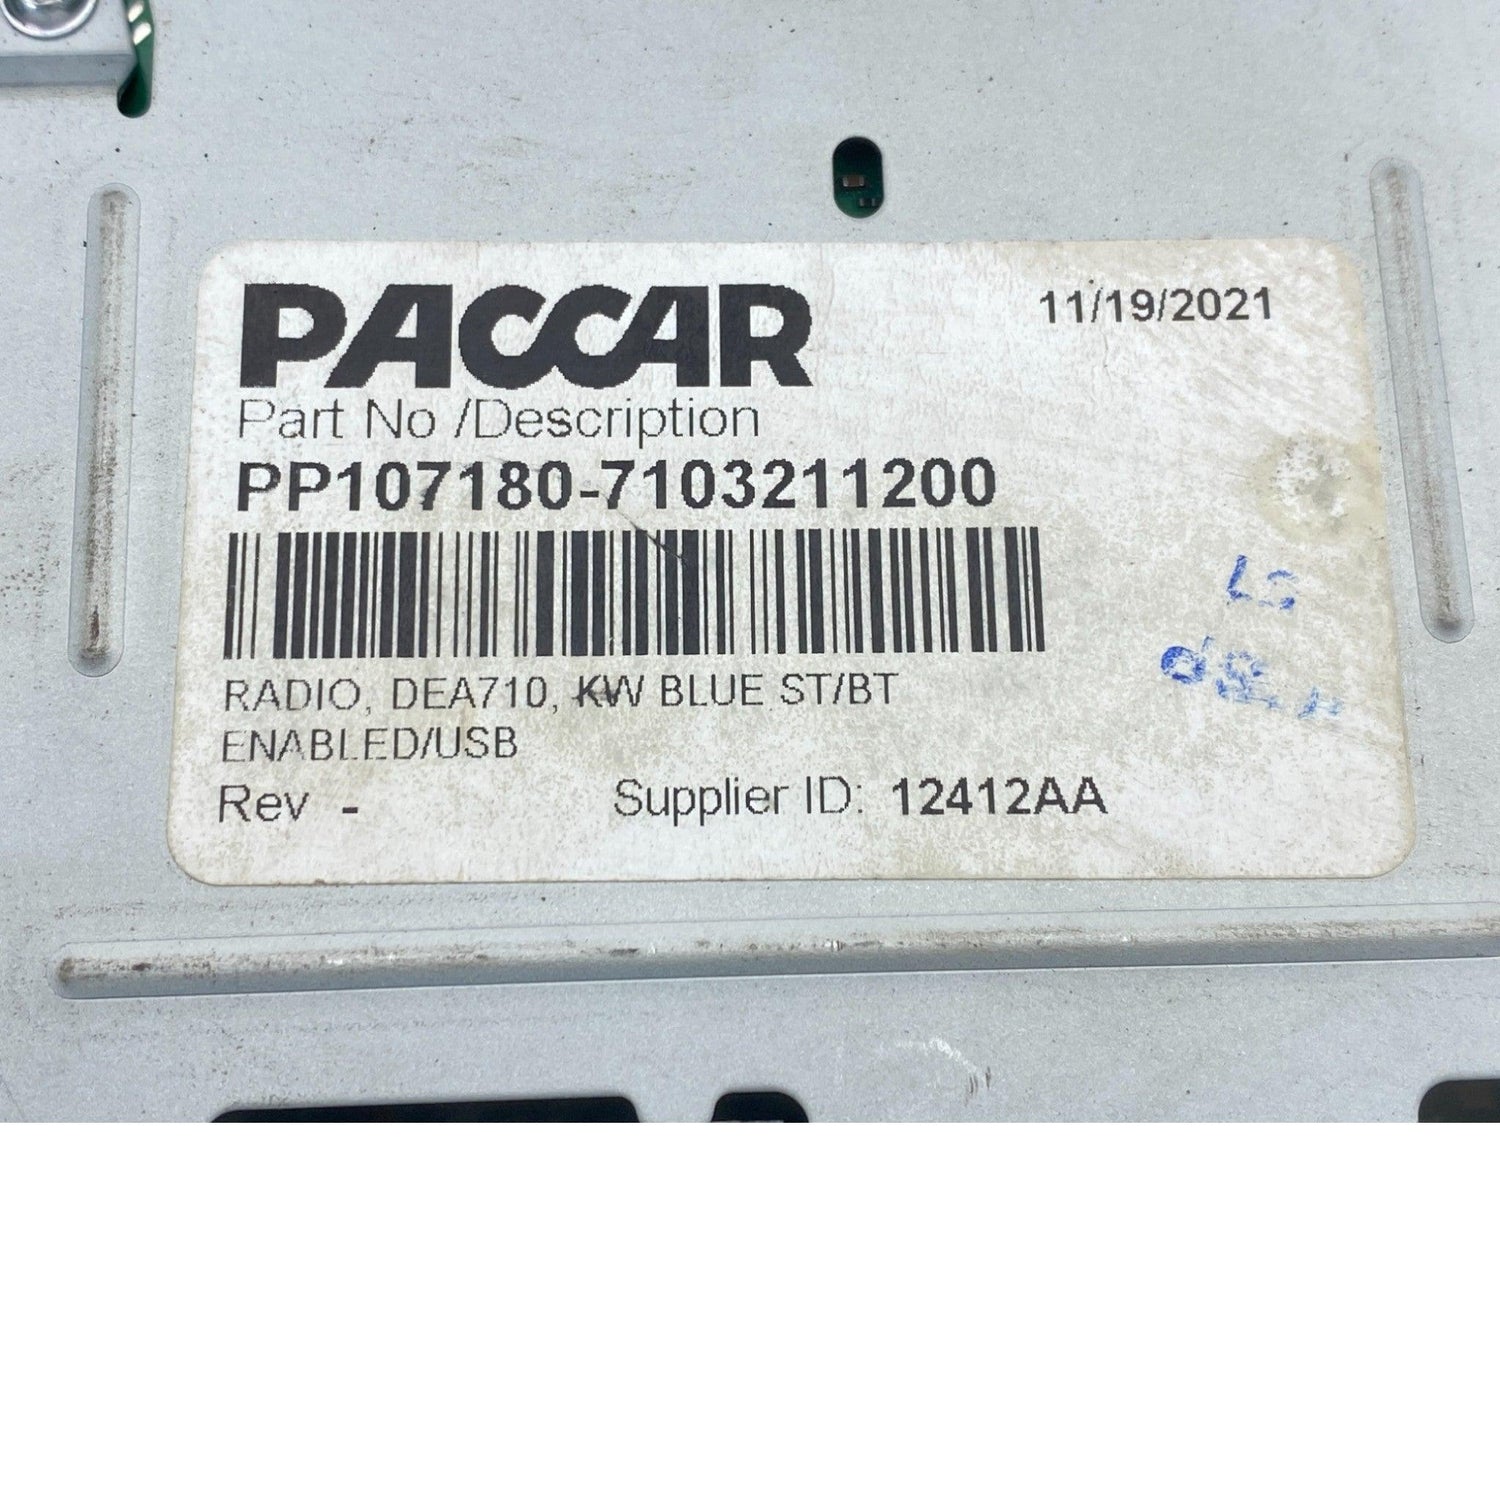 PACCAR
11/19/2021
Part No /Description
PP107180-7103211200
RADIO, DEA710, KW BLUE ST/BT
ENABLED/USB
Rev -
Supplier ID: 12412AA